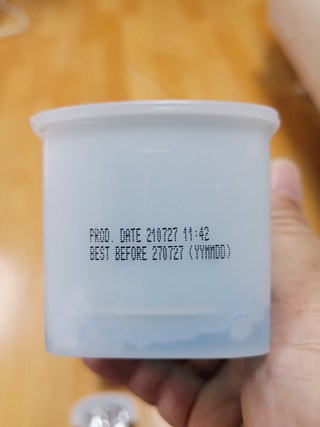 PROD. DATE 210727 11:42
BEST BEFORE 270727 (YYMMDD)